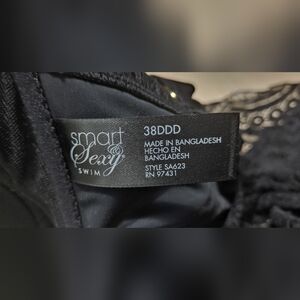 smart
& Sexy
SWIM
38DDD
MADE IN BANGLADESH
HECHO EN
BANGLADESH
STYLE SA623
RN 97431